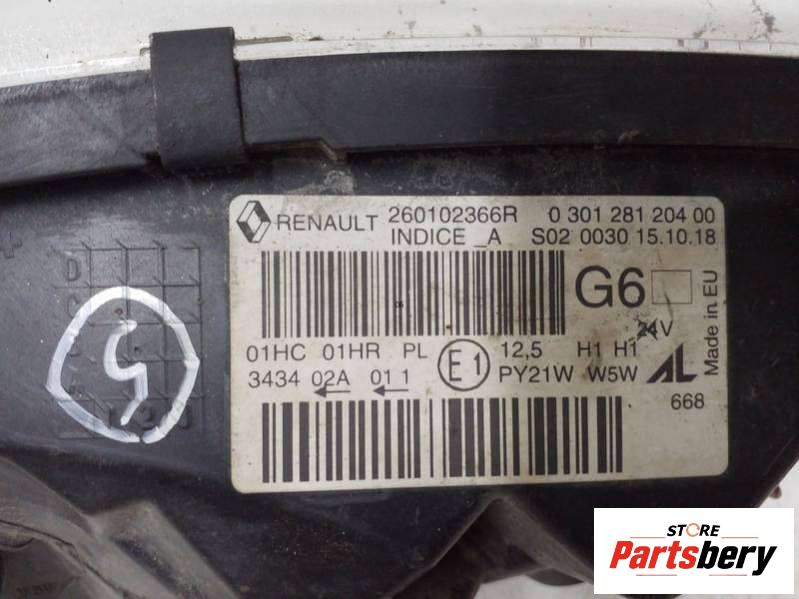 RENAULT 260102366R 0 301 281 204 00
INDICE _A S02 0030 15.10.18
G6
24V
Made in EU
01HC 01HR PL E1 12,5 H1 H1
3434 02A 01 1 PY21W W5W AL
668
5
STORE
Partsbery